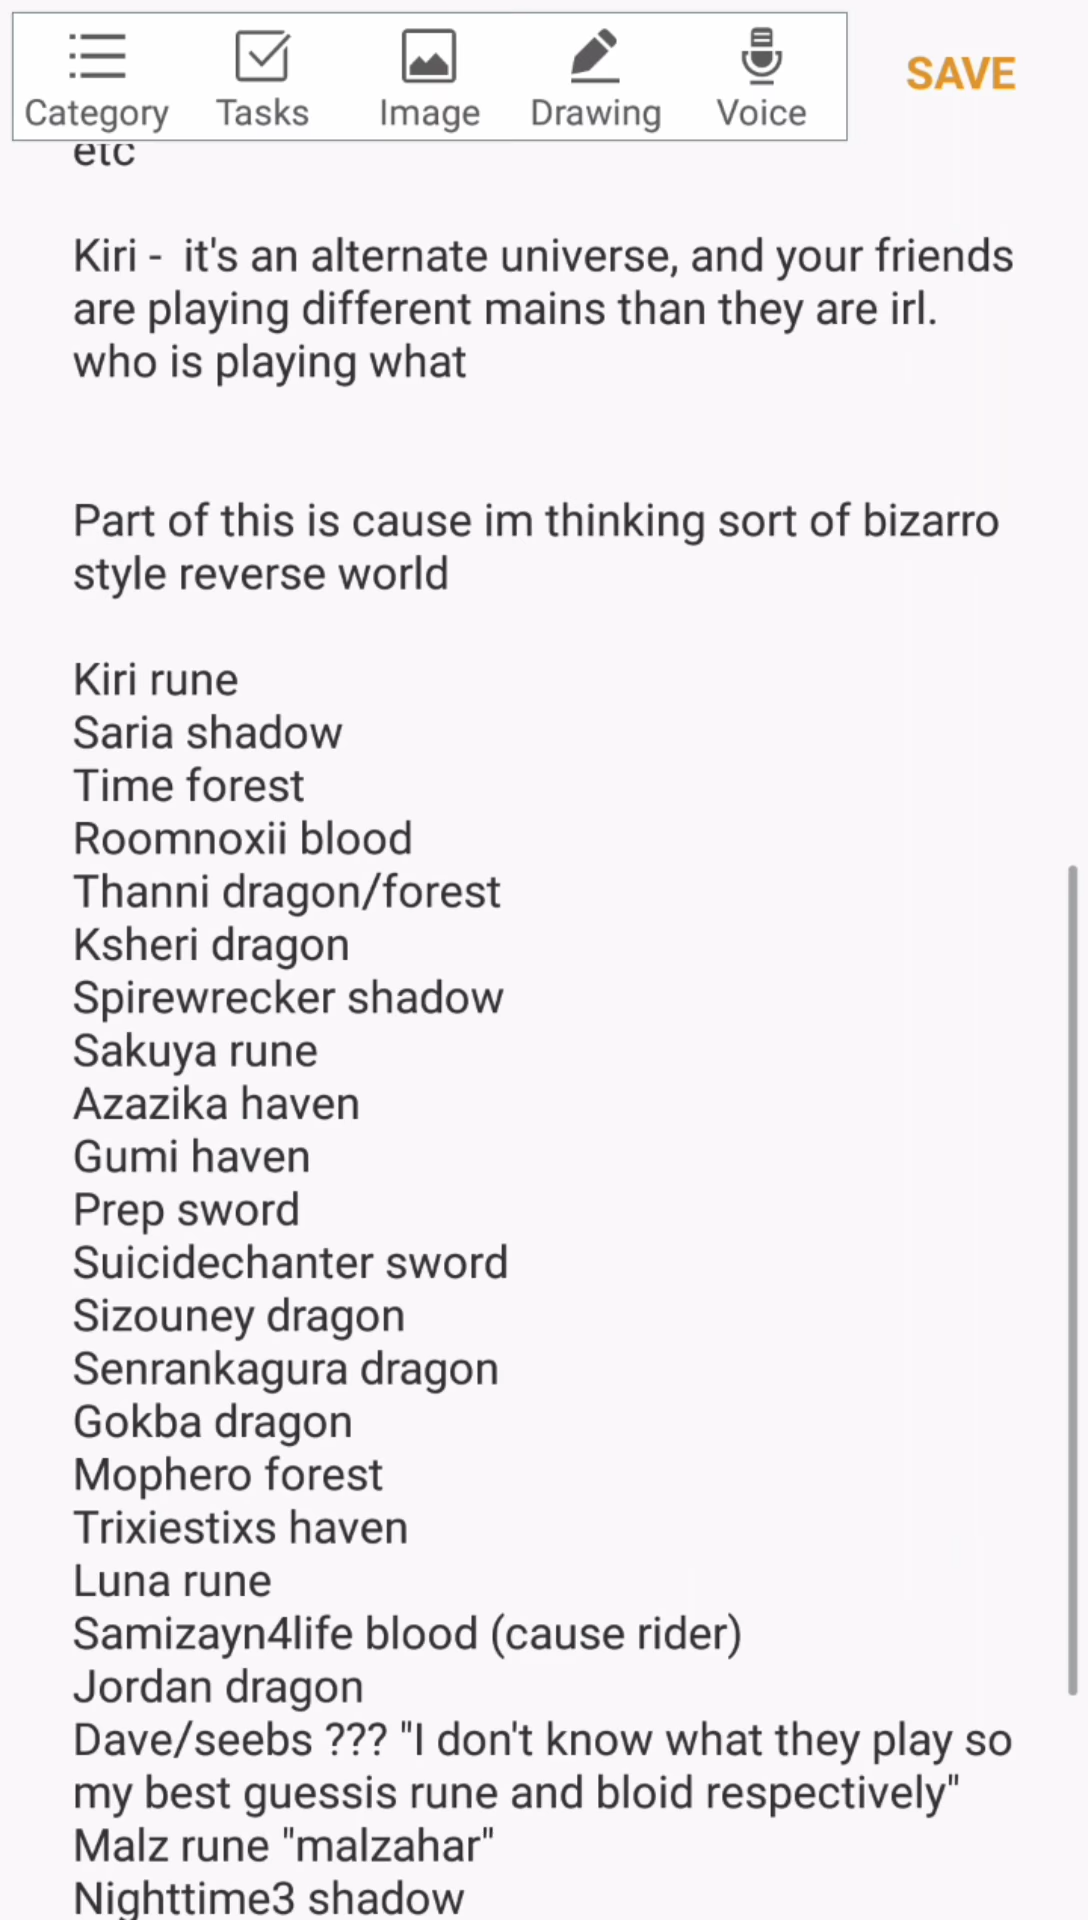 Category Tasks Image Drawing Voice SAVE
etc
Kiri -  it's an alternate universe, and your friends
are playing different mains than they are irl.
who is playing what
Part of this is cause im thinking sort of bizarro
style reverse world
Kiri rune
Saria shadow
Time forest
Roomnoxii blood
Thanni dragon/forest
Ksheri dragon
Spirewrecker shadow
Sakuya rune
Azazika haven
Gumi haven
Prep sword
Suicidechanter sword
Sizouney dragon
Senrankagura dragon
Gokba dragon
Mophero forest
Trixiestixs haven
Luna rune
Samizayn4life blood (cause rider)
Jordan dragon
Dave/seebs ??? "I don't know what they play so
my best guessis rune and bloid respectively"
Malz rune "malzahar"
Nighttime3 shadow